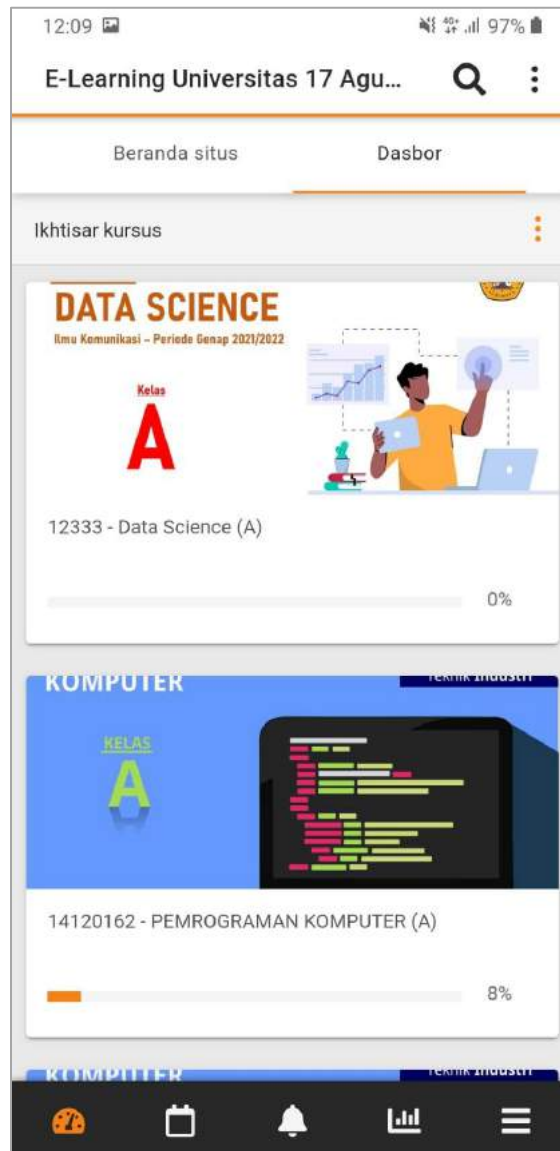 12:09
4G+
97%
E-Learning Universitas 17 Agu...
Beranda situs
Dasbor
Ikhtisar kursus
DATA SCIENCE
Ilmu Komunikasi – Periode Genap 2021/2022
Kelas
A
12333 - Data Science (A)
0%
KOMPUTER
Teknik Industri
KELAS
A
14120162 - PEMROGRAMAN KOMPUTER (A)
8%
KOMPUTER
Teknik Industri